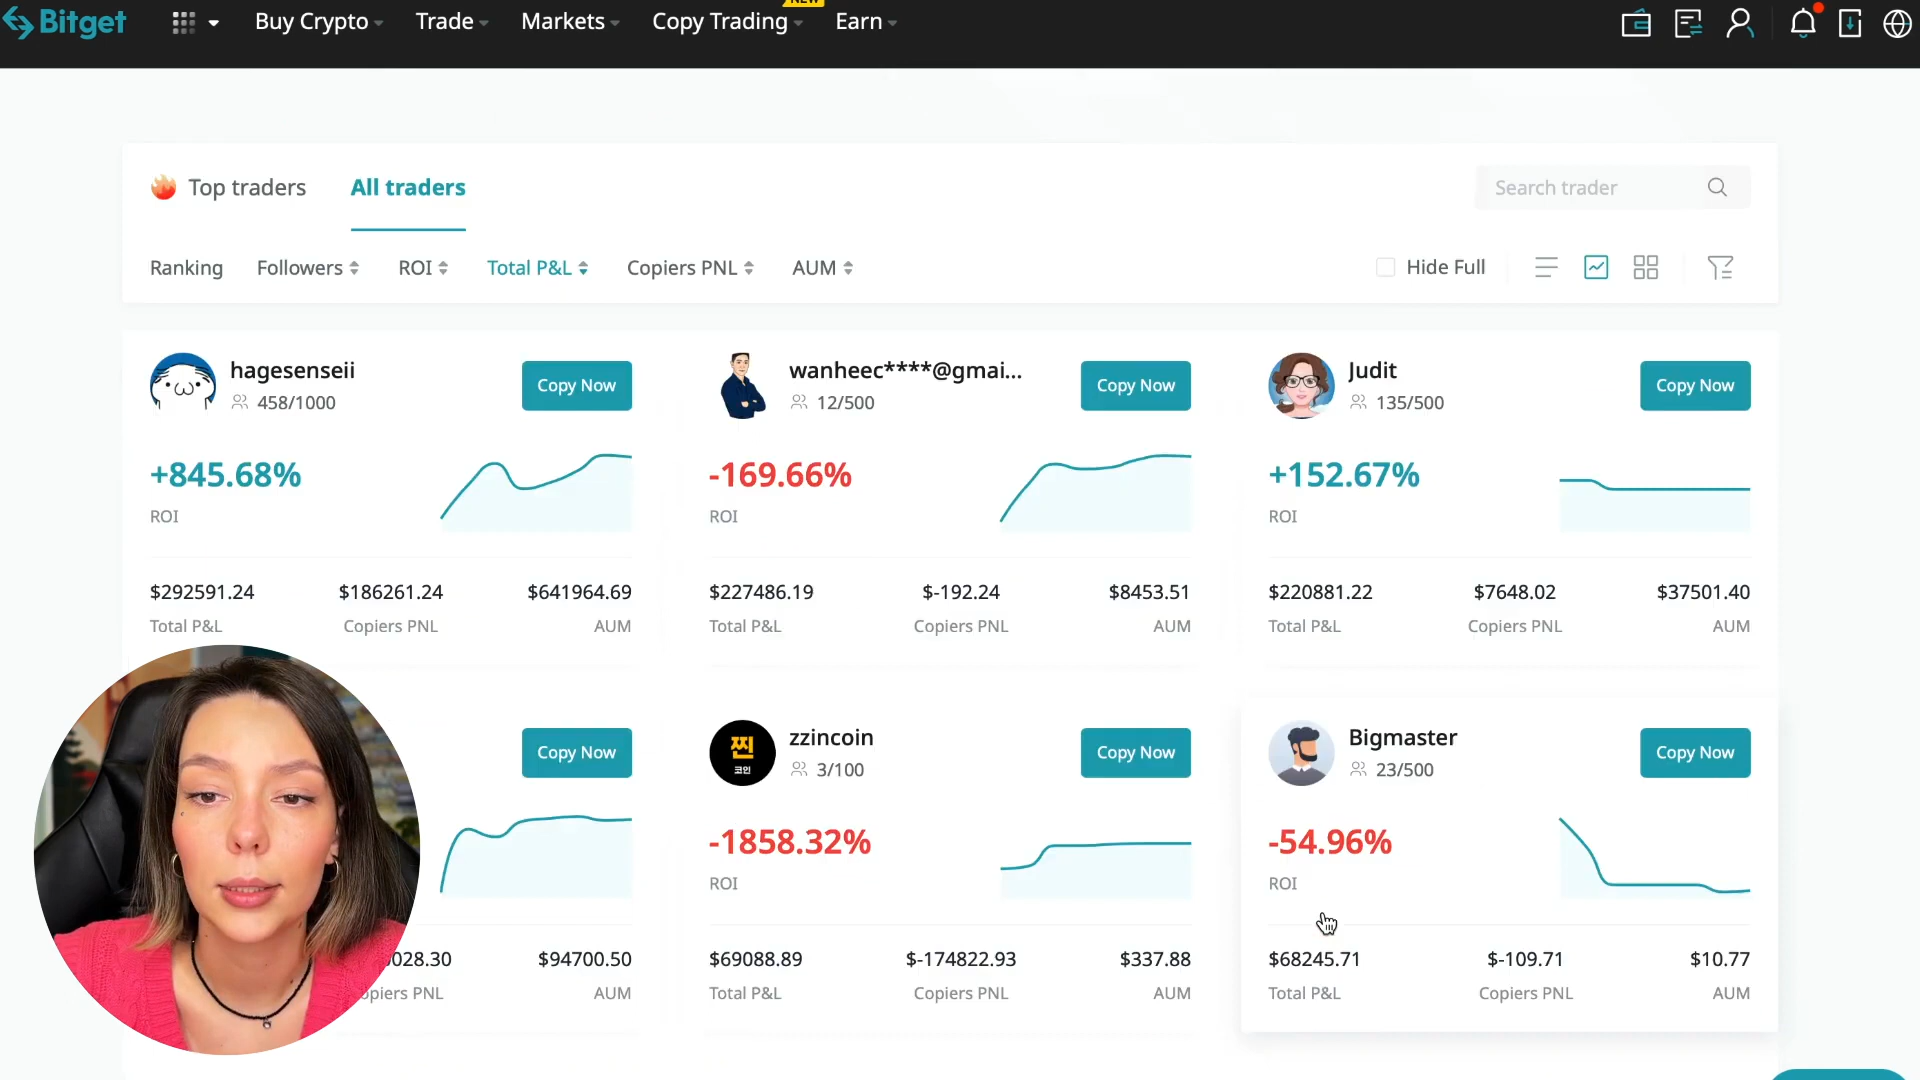 Bitget
Buy Crypto
Trade
Markets
Copy Trading
Earn
Top traders
All traders
Search trader
Ranking
Followers
ROI
Total P&L
Copiers PNL
AUM
Hide Full
hagesenseii
458/1000
Copy Now
+845.68%
ROI
$292591.24 $186261.24 $641964.69
Total P&L Copiers PNL AUM
wanheec****@gmai...
12/500
Copy Now
-169.66%
ROI
$227486.19 $-192.24 $8453.51
Total P&L Copiers PNL AUM
Judit
135/500
Copy Now
+152.67%
ROI
$220881.22 $7648.02 $37501.40
Total P&L Copiers PNL AUM
Copy Now
028.30 $94700.50
opiers PNL AUM
찐
코인
zzincoin
3/100
Copy Now
-1858.32%
ROI
$69088.89 $-174822.93 $337.88
Total P&L Copiers PNL AUM
Bigmaster
23/500
Copy Now
-54.96%
ROI
$68245.71 $-109.71 $10.77
Total P&L Copiers PNL AUM